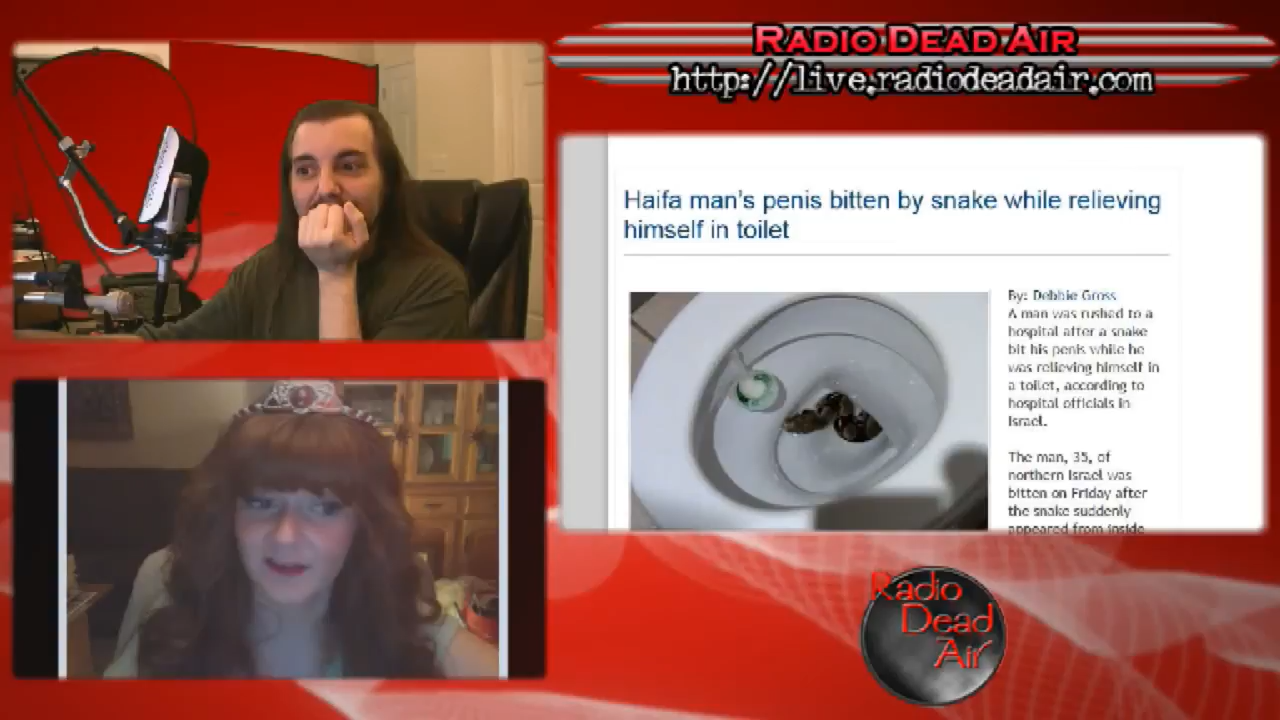 Radio Dead Air
http://live.radiodeadair.com
Haifa man's penis bitten by snake while relieving
himself in toilet
By: Debbie Gross
A man was rushed to a
hospital after a snake
bit his penis while he
was relieving himself in
a toilet, according to
hospital officials in
Israel.
The man, 35, of
northern Israel was
bitten on Friday after
the snake suddenly
appeared from inside
Radio
Dead
Air